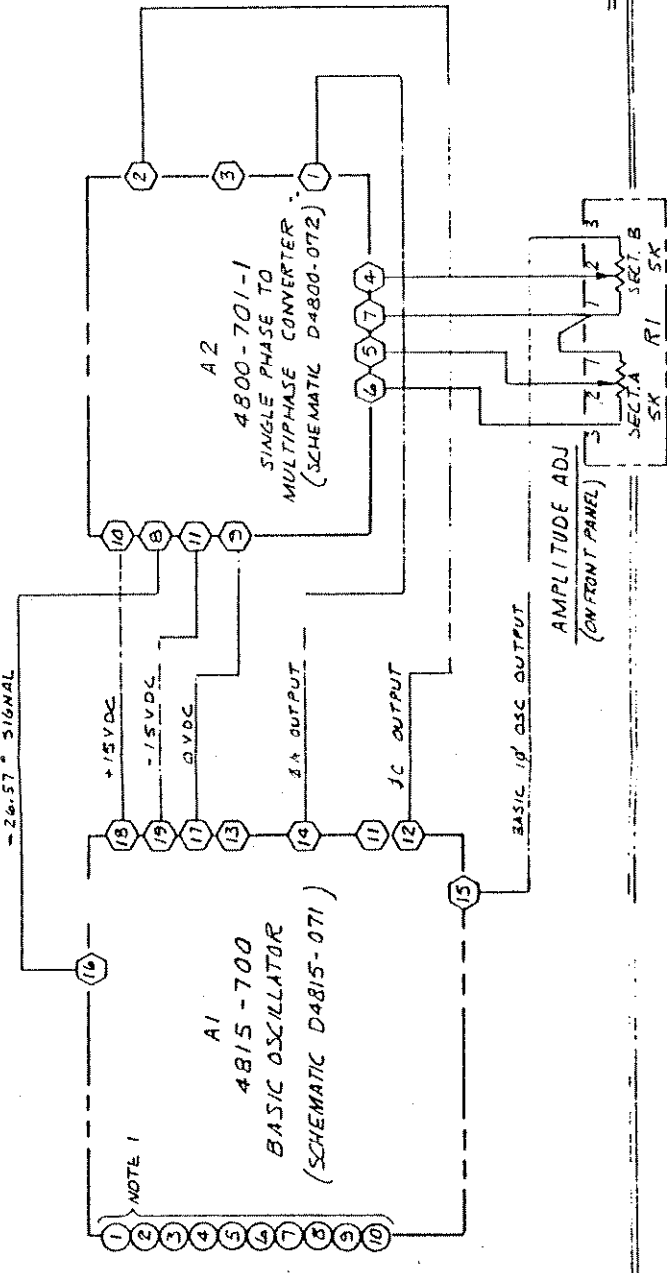 -26.57° SIGNAL
16
NOTE 1
1
2
3
4
5
6
7
8
9
10
A1
4815-700
BASIC OSCILLATOR
(SCHEMATIC D4815-071)
18
19
17
13
14
11
12
15
+15VDC
-15VDC
0VDC
ØA OUTPUT
ØC OUTPUT
BASIC 1Ø OSC OUTPUT
10
8
11
9
A2
4800-701-1
SINGLE PHASE TO
MULTIPHASE CONVERTER
(SCHEMATIC D4800-072)
2
3
1
6
5
7
4
AMPLITUDE ADJ
(ON FRONT PANEL)
3 2 1 1 2 3
SECT. A SECT. B
5K R1 5K